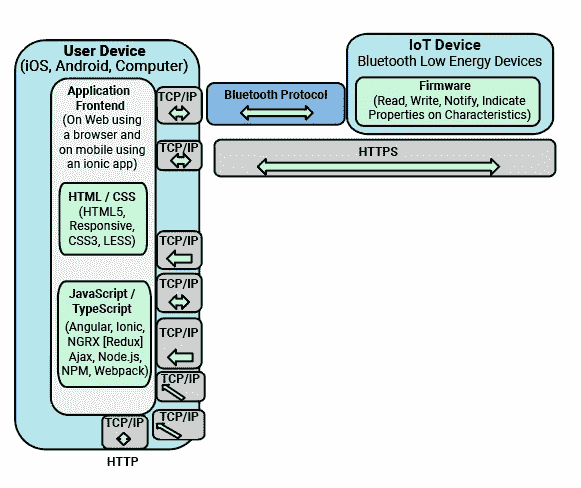 User Device
(iOS, Android, Computer)
Application
Frontend
(On Web using
a browser and
on mobile using
an ionic app)
HTML / CSS
(HTML5,
Responsive,
CSS3, LESS)
JavaScript /
TypeScript
(Angular, Ionic,
NGRX [Redux]
Ajax, Node.js,
NPM, Webpack)
TCP/IP
TCP/IP
TCP/IP
TCP/IP
TCP/IP
TCP/IP
TCP/IP
TCP/IP
HTTP
Bluetooth Protocol
IoT Device
Bluetooth Low Energy Devices
Firmware
(Read, Write, Notify, Indicate
Properties on Characteristics)
HTTPS